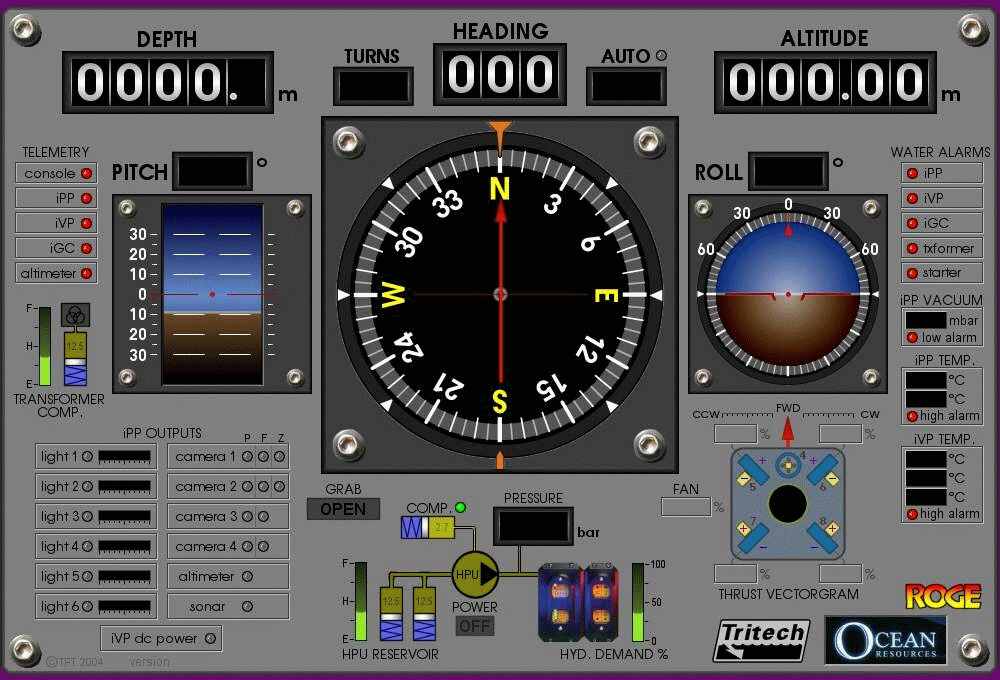 DEPTH
0000. m
TURNS
HEADING
000
AUTO
ALTITUDE
000.00 m
TELEMETRY
console
iPP
iVP
iGC
altimeter
PITCH °
30
20
10
0
10
20
30
N
3
6
E
12
15
S
21
24
W
30
33
ROLL °
60 30 0 30 60
WATER ALARMS
iPP
iVP
iGC
txformer
starter
iPP VACUUM
mbar
low alarm
iPP TEMP.
°C
°C
high alarm
iVP TEMP.
°C
°C
°C
high alarm
F
H
E
12.5
TRANSFORMER
COMP.
iPP OUTPUTS
P F Z
light 1
light 2
light 3
light 4
light 5
light 6
camera 1
camera 2
camera 3
camera 4
altimeter
sonar
iVP dc power
©TPT 2004 version
GRAB
OPEN
COMP.
2.7
PRESSURE
bar
F
H
E
12.5 12.5
HPU
POWER
OFF
HPU RESERVOIR
100
50
0
HYD. DEMAND %
CCW FWD CW
% %
FAN
%
4
+ +
- 5 6 -
+ 7 8 +
- -
% %
THRUST VECTORGRAM
ROGE
Tritech
OCEAN
RESOURCES